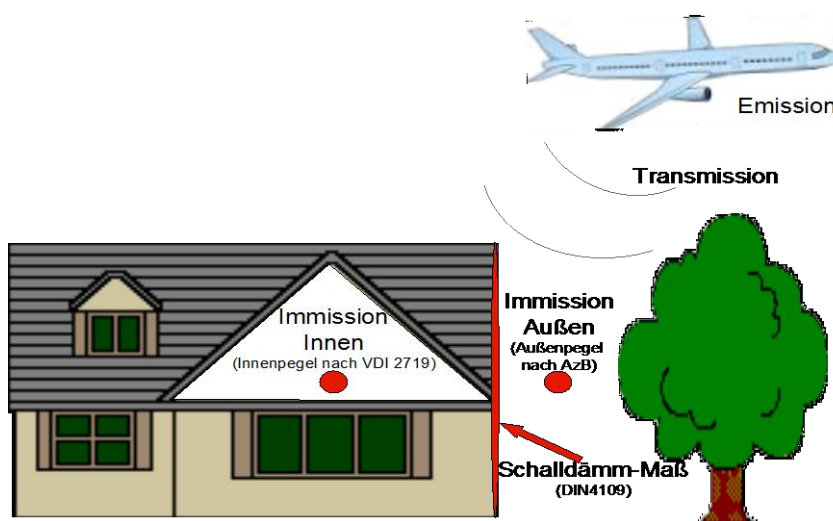 Emission
Transmission
Immission
Innen
(Innenpegel nach VDI 2719)
Immission
Außen
(Außenpegel
nach AzB)
Schalldämm-Maß
(DIN4109)